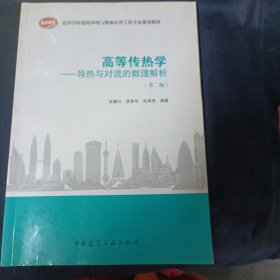 高等学校建筑环境与能源应用工程专业规划教材
高等传热学
——导热与对流的数理解析
(第二版)
编著
中国建筑工业出版社